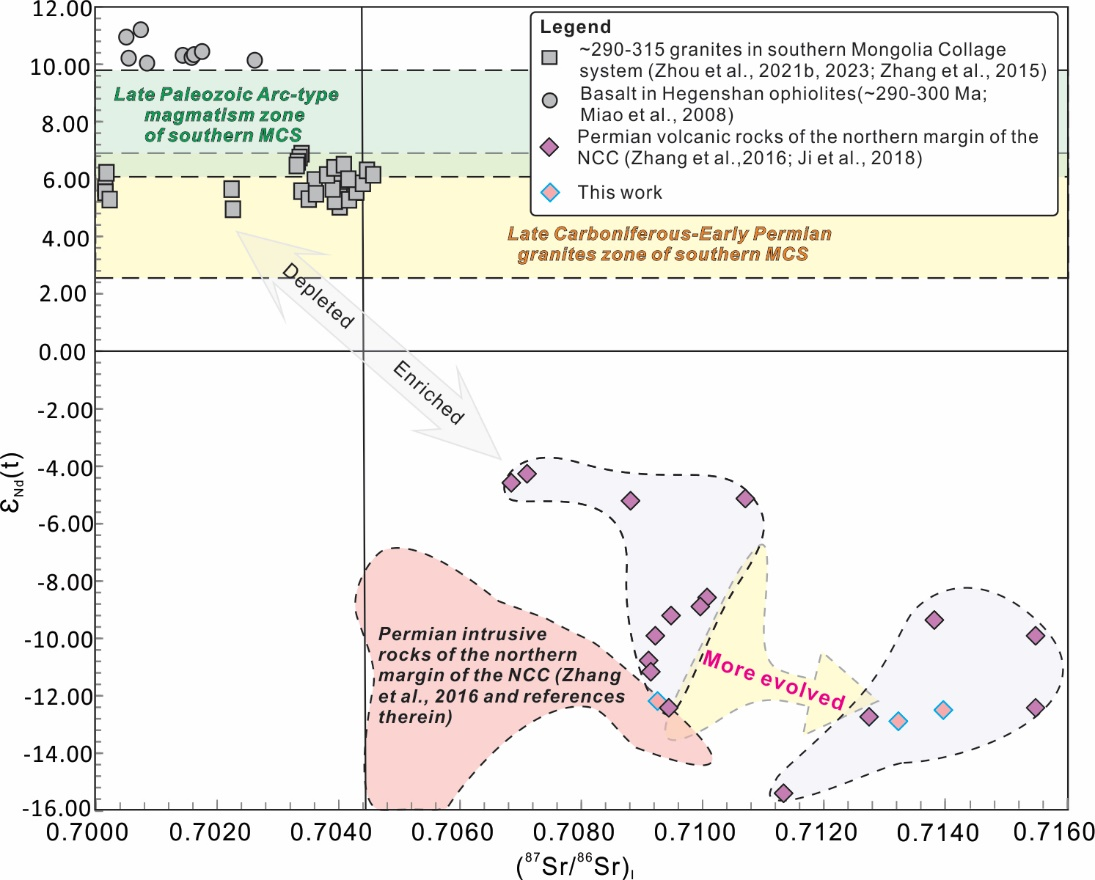 12.00
10.00
8.00
6.00
4.00
2.00
0.00
-2.00
-4.00
-6.00
-8.00
-10.00
-12.00
-14.00
-16.00
εNd(t)
Legend
~290-315 granites in southern Mongolia Collage
system (Zhou et al., 2021b, 2023; Zhang et al., 2015)
Basalt in Hegenshan ophiolites(~290-300 Ma;
Miao et al., 2008)
Permian volcanic rocks of the northern margin of the
NCC (Zhang et al.,2016; Ji et al., 2018)
This work
Late Paleozoic Arc-type
magmatism zone
of southern MCS
Late Carboniferous-Early Permian
granites zone of southern MCS
Depleted
Enriched
Permian intrusive
rocks of the northern
margin of the NCC (Zhang
et al., 2016 and references
therein)
More evolved
0.7000 0.7020 0.7040 0.7060 0.7080 0.7100 0.7120 0.7140 0.7160
(⁸⁷Sr/⁸⁶Sr)I